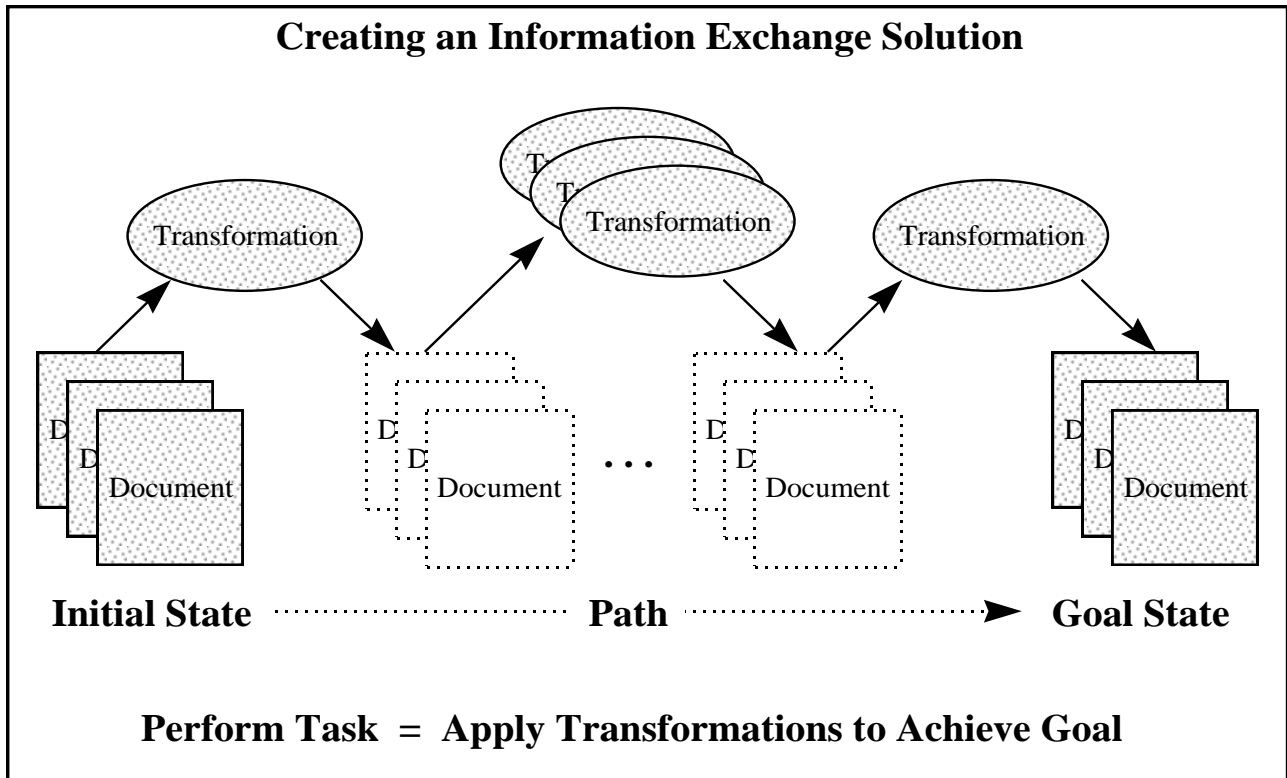 Creating an Information Exchange Solution
Transformation
Transformation
Transformation
Document
Document
Document
Document
. . .
Initial State
Path
Goal State
Perform Task = Apply Transformations to Achieve Goal